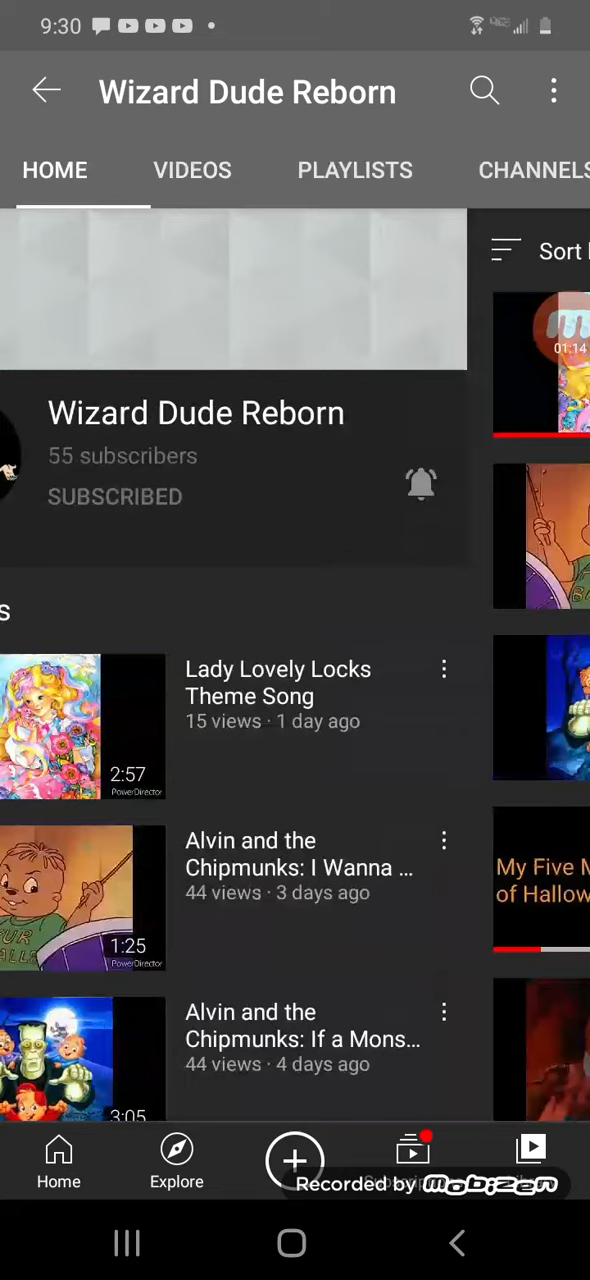 9:30
Wizard Dude Reborn
HOME VIDEOS PLAYLISTS CHANNELS
Sort
01:14
Wizard Dude Reborn
55 subscribers
SUBSCRIBED
s
Lady Lovely Locks
Theme Song
15 views · 1 day ago
2:57
PowerDirector
Alvin and the
Chipmunks: I Wanna ...
44 views · 3 days ago
FUR
BALLS
1:25
PowerDirector
My Five M
of Hallow
Alvin and the
Chipmunks: If a Mons...
44 views · 4 days ago
3:05
Home Explore
Recorded by mobizen